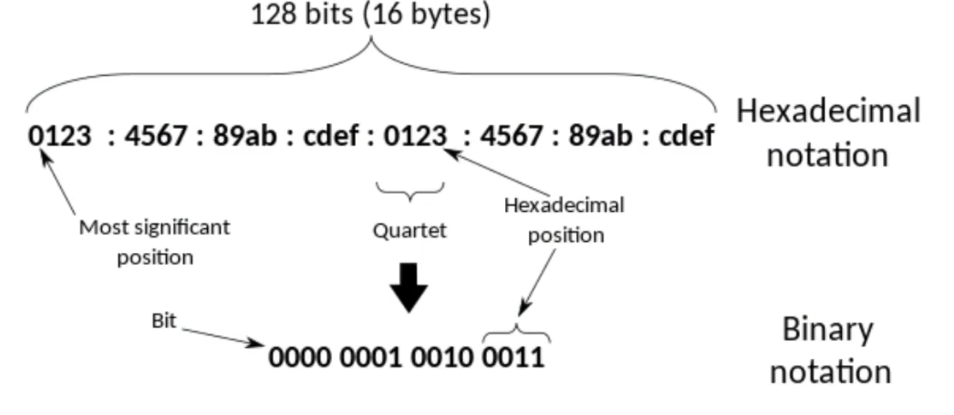 128 bits (16 bytes)
0123 : 4567 : 89ab : cdef : 0123 : 4567 : 89ab : cdef
Hexadecimal
notation
Most significant
position
Quartet
Hexadecimal
position
Bit
0000 0001 0010 0011
Binary
notation